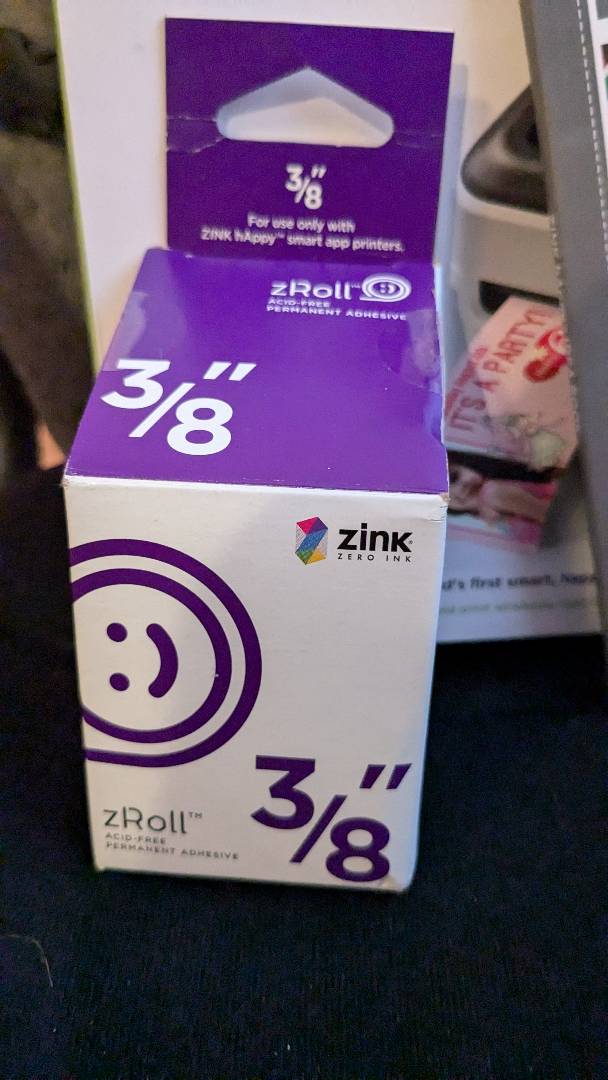 3/8"
For use only with
ZINK hAppy™ smart app printers.
zRoll™
ACID-FREE
PERMANENT ADHESIVE
3/8"
IT'S A PARTY!
zink®
ZERO INK
d's first smart,
:)
3/8"
zRoll™
ACID-FREE
PERMANENT ADHESIVE